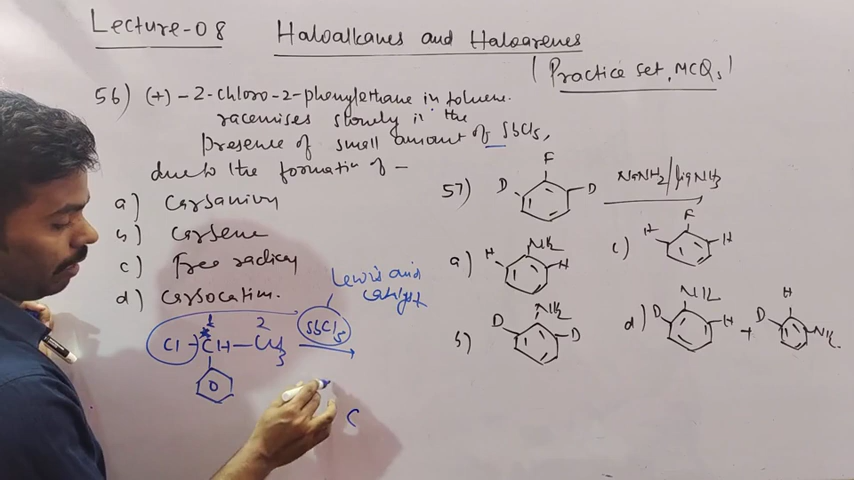 Lecture-08
Haloalkanes and Haloarenes
(Practice set, MCQs)
56) (+)-2-chloro-2-phenylethane in toluene.
racemises slowly in the
presence of small amount of SbCl5,
due to the formation of -
a) Carbanion
b) Carbene
c) Free radical
d) Carbocation.
Lewis acid
catalyst
1
2
SbCl5
Cl - CH - CH3
C
57)
F
D
D
NaNH2/liq NH3
a) H
NH2
H
c) H
F
H
b) D
NH2
D
d) D
NH2
H
+
D
H
NH2